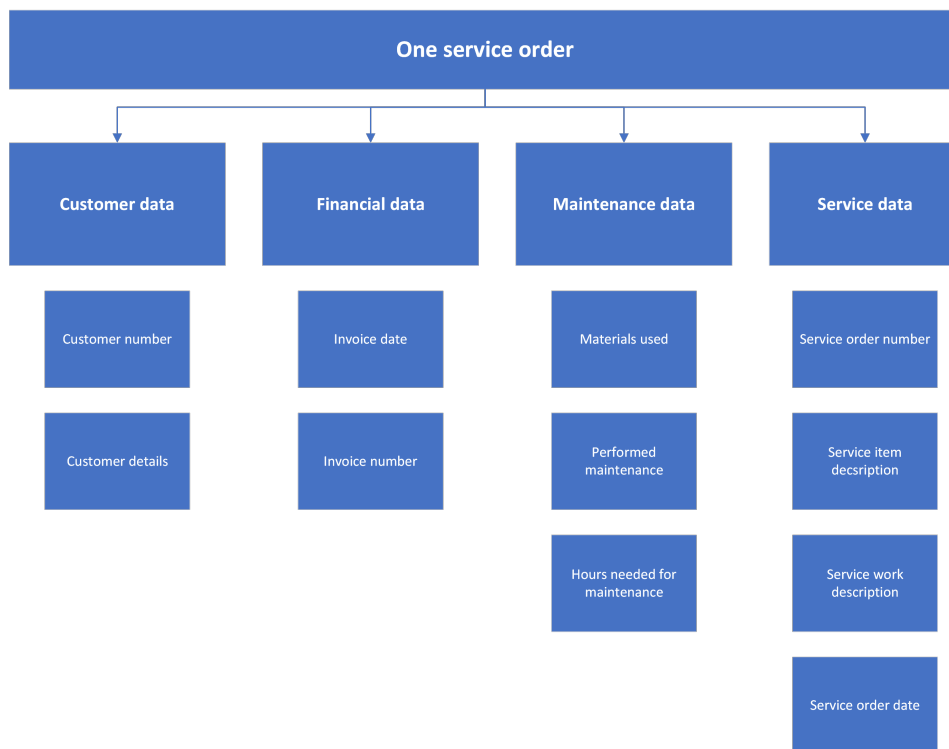 One service order
Customer data
Financial data
Maintenance data
Service data
Customer number
Invoice date
Materials used
Service order number
Customer details
Invoice number
Performed
maintenance
Service item
decsription
Hours needed for
maintenance
Service work
description
Service order date